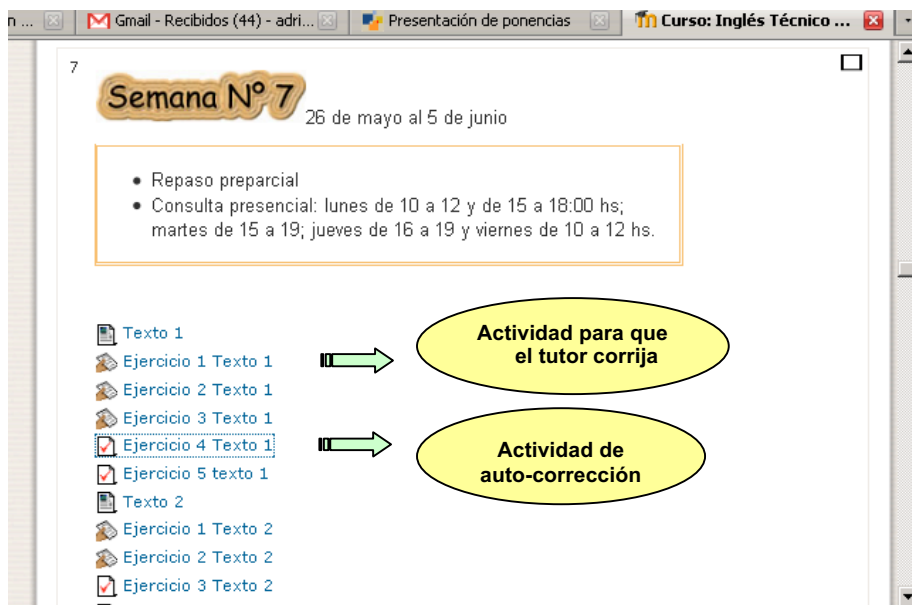 n ...
Gmail - Recibidos (44) - adri...
Presentación de ponencias
Curso: Inglés Técnico ...
7
Semana Nº 7
26 de mayo al 5 de junio
• Repaso preparcial
• Consulta presencial: lunes de 10 a 12 y de 15 a 18:00 hs;
martes de 15 a 19; jueves de 16 a 19 y viernes de 10 a 12 hs.
Texto 1
Ejercicio 1 Texto 1
Actividad para que
el tutor corrija
Ejercicio 2 Texto 1
Ejercicio 3 Texto 1
Ejercicio 4 Texto 1
Actividad de
auto-corrección
Ejercicio 5 texto 1
Texto 2
Ejercicio 1 Texto 2
Ejercicio 2 Texto 2
Ejercicio 3 Texto 2